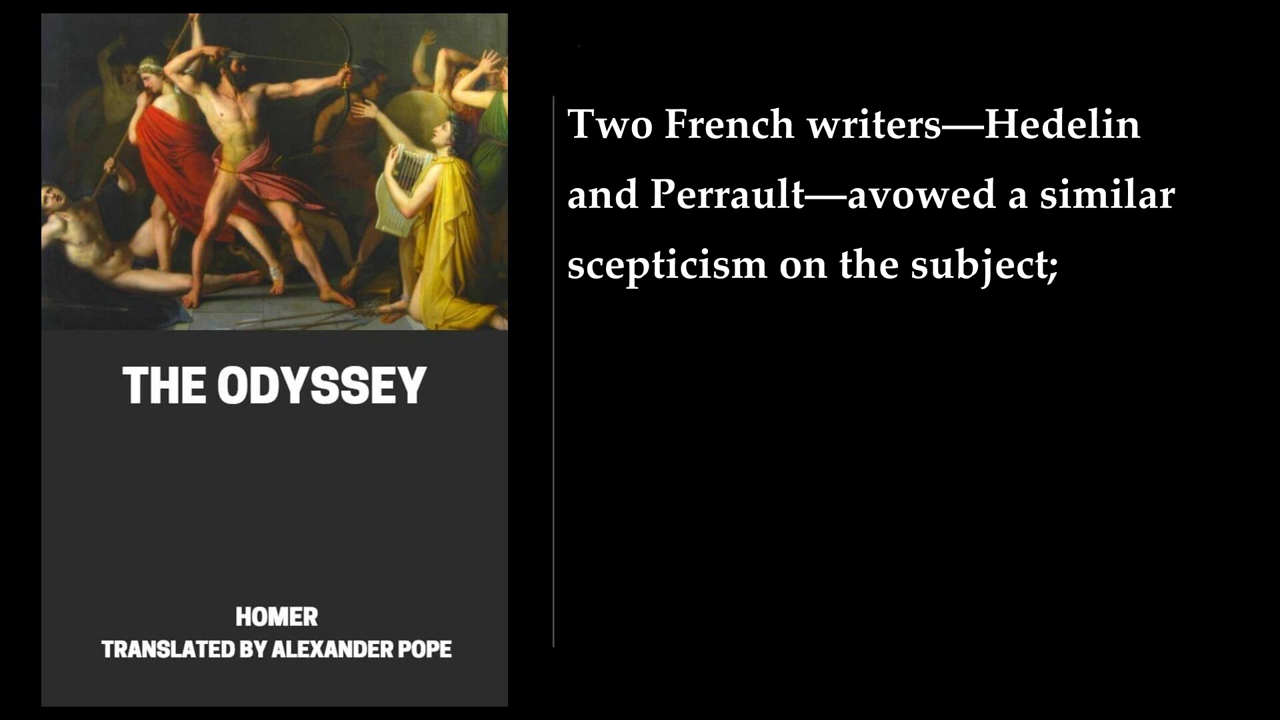 THE ODYSSEY
HOMER
TRANSLATED BY ALEXANDER POPE
Two French writers—Hedelin
and Perrault—avowed a similar
scepticism on the subject;